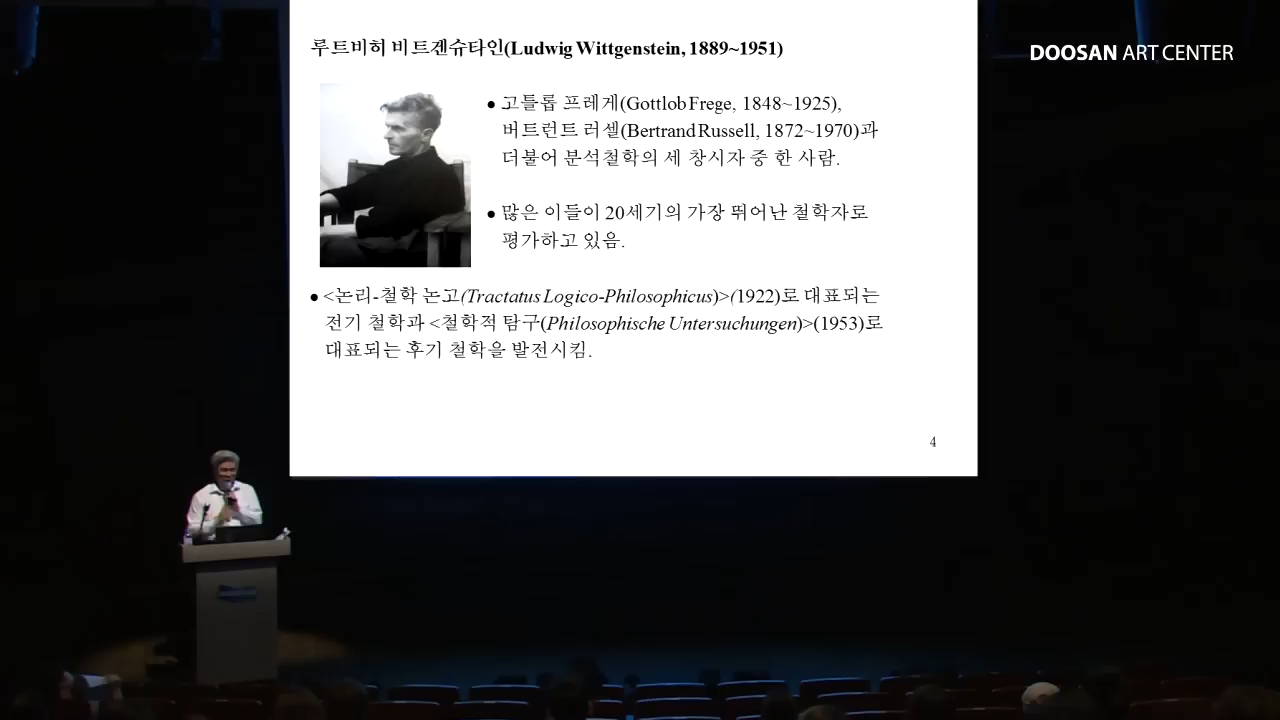 루트비히 비트겐슈타인(Ludwig Wittgenstein, 1889~1951)
DOOSAN ART CENTER
● 고틀롭 프레게(Gottlob Frege, 1848~1925),
버트런트 러셀(Bertrand Russell, 1872~1970)과
더불어 분석철학의 세 창시자 중 한 사람.
● 많은 이들이 20세기의 가장 뛰어난 철학자로
평가하고 있음.
● <논리-철학 논고(Tractatus Logico-Philosophicus)>(1922)로 대표되는
전기 철학과 <철학적 탐구(Philosophische Untersuchungen)>(1953)로
대표되는 후기 철학을 발전시킴.
4